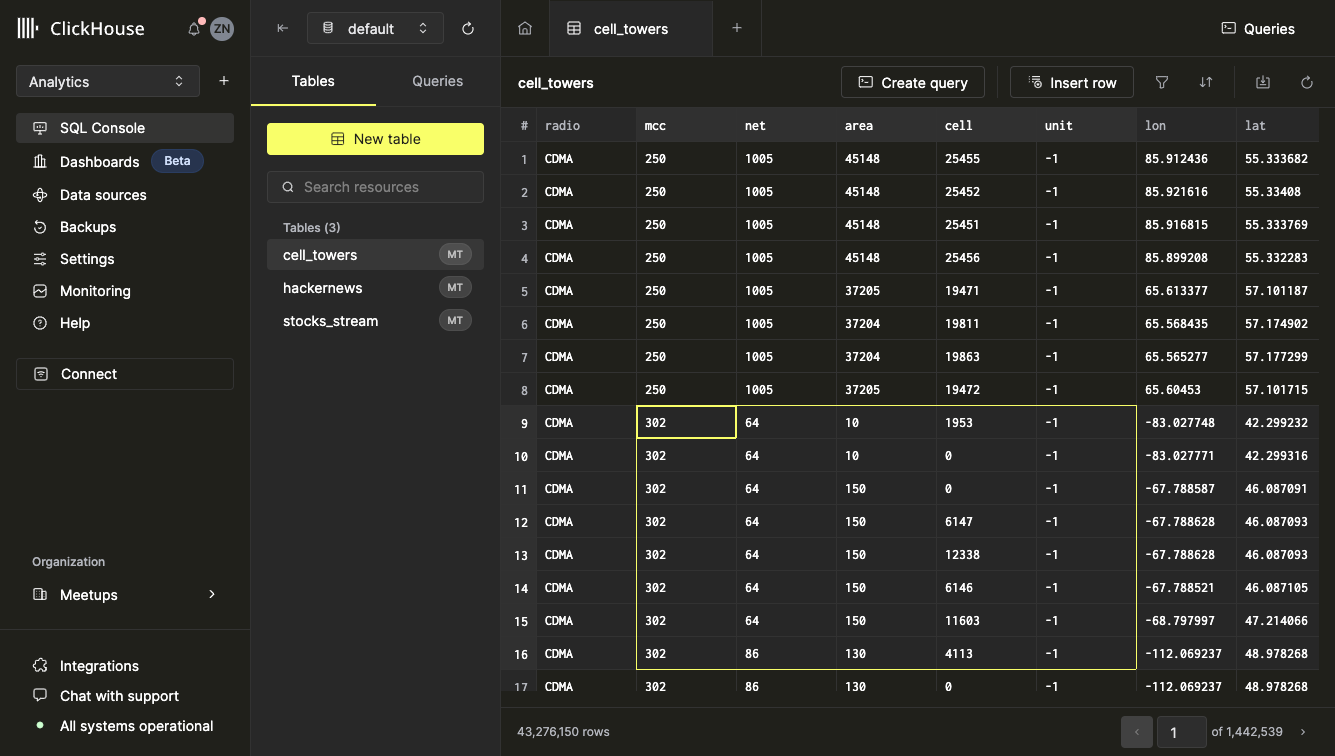 ClickHouse
ZN
Analytics
SQL Console
Dashboards Beta
Data sources
Backups
Settings
Monitoring
Help
Connect
Organization
Meetups
Integrations
Chat with support
All systems operational
default
Tables Queries
New table
Search resources
Tables (3)
cell_towers MT
hackernews MT
stocks_stream MT
cell_towers
Queries
cell_towers Create query Insert row
# radio mcc net area cell unit lon lat
1 CDMA 250 1005 45148 25455 -1 85.912436 55.333682
2 CDMA 250 1005 45148 25452 -1 85.921616 55.33408
3 CDMA 250 1005 45148 25451 -1 85.916815 55.333769
4 CDMA 250 1005 45148 25456 -1 85.899208 55.332283
5 CDMA 250 1005 37205 19471 -1 65.613377 57.101187
6 CDMA 250 1005 37204 19811 -1 65.568435 57.174902
7 CDMA 250 1005 37204 19863 -1 65.565277 57.177299
8 CDMA 250 1005 37205 19472 -1 65.60453 57.101715
9 CDMA 302 64 10 1953 -1 -83.027748 42.299232
10 CDMA 302 64 10 0 -1 -83.027771 42.299316
11 CDMA 302 64 150 0 -1 -67.788587 46.087091
12 CDMA 302 64 150 6147 -1 -67.788628 46.087093
13 CDMA 302 64 150 12338 -1 -67.788628 46.087093
14 CDMA 302 64 150 6146 -1 -67.788521 46.087105
15 CDMA 302 64 150 11603 -1 -68.797997 47.214066
16 CDMA 302 86 130 4113 -1 -112.069237 48.978268
17 CDMA 302 86 130 0 -1 -112.069237 48.978268
43,276,150 rows
1 of 1,442,539